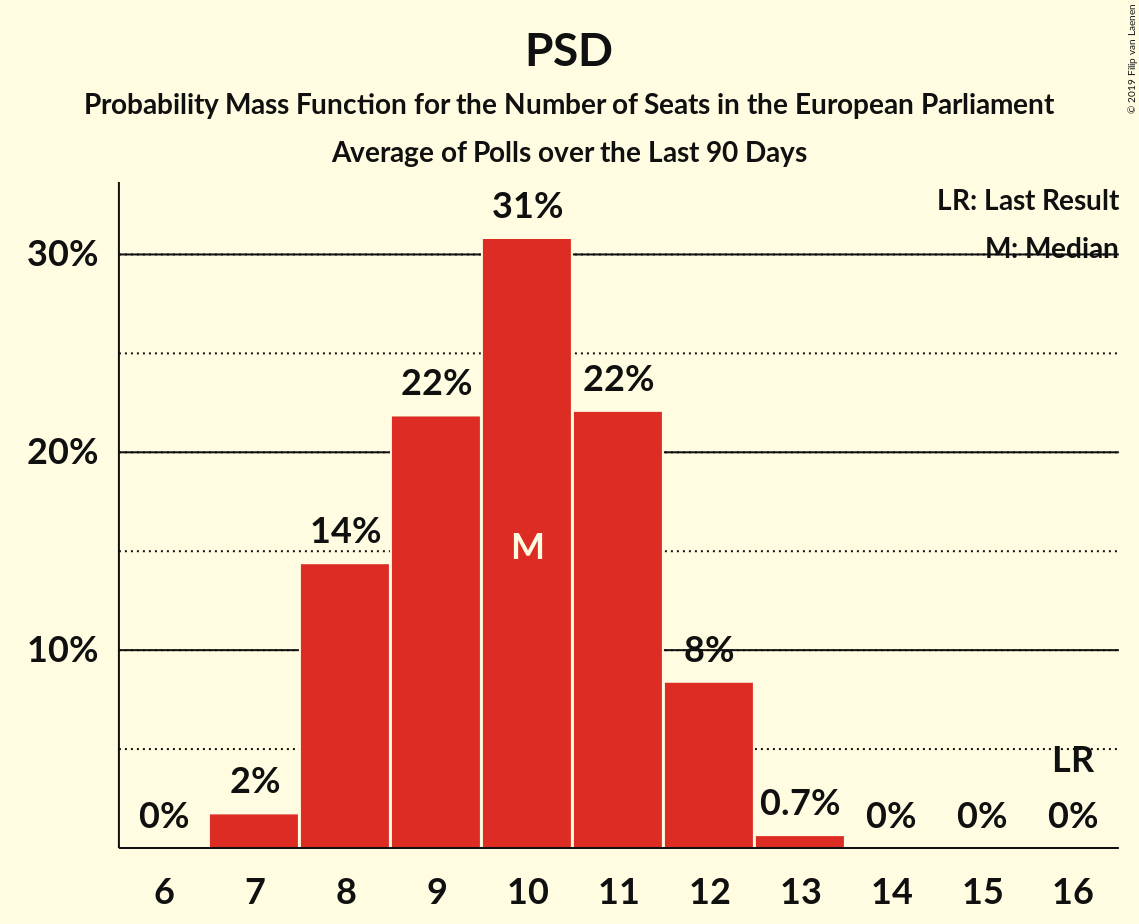 PSD
Probability Mass Function for the Number of Seats in the European Parliament
Average of Polls over the Last 90 Days
© 2019 Filip van Laenen
LR: Last Result
M: Median
30%
20%
10%
0%
2%
14%
22%
31%
22%
8%
0.7%
0%
0%
0%
LR
M
6 7 8 9 10 11 12 13 14 15 16